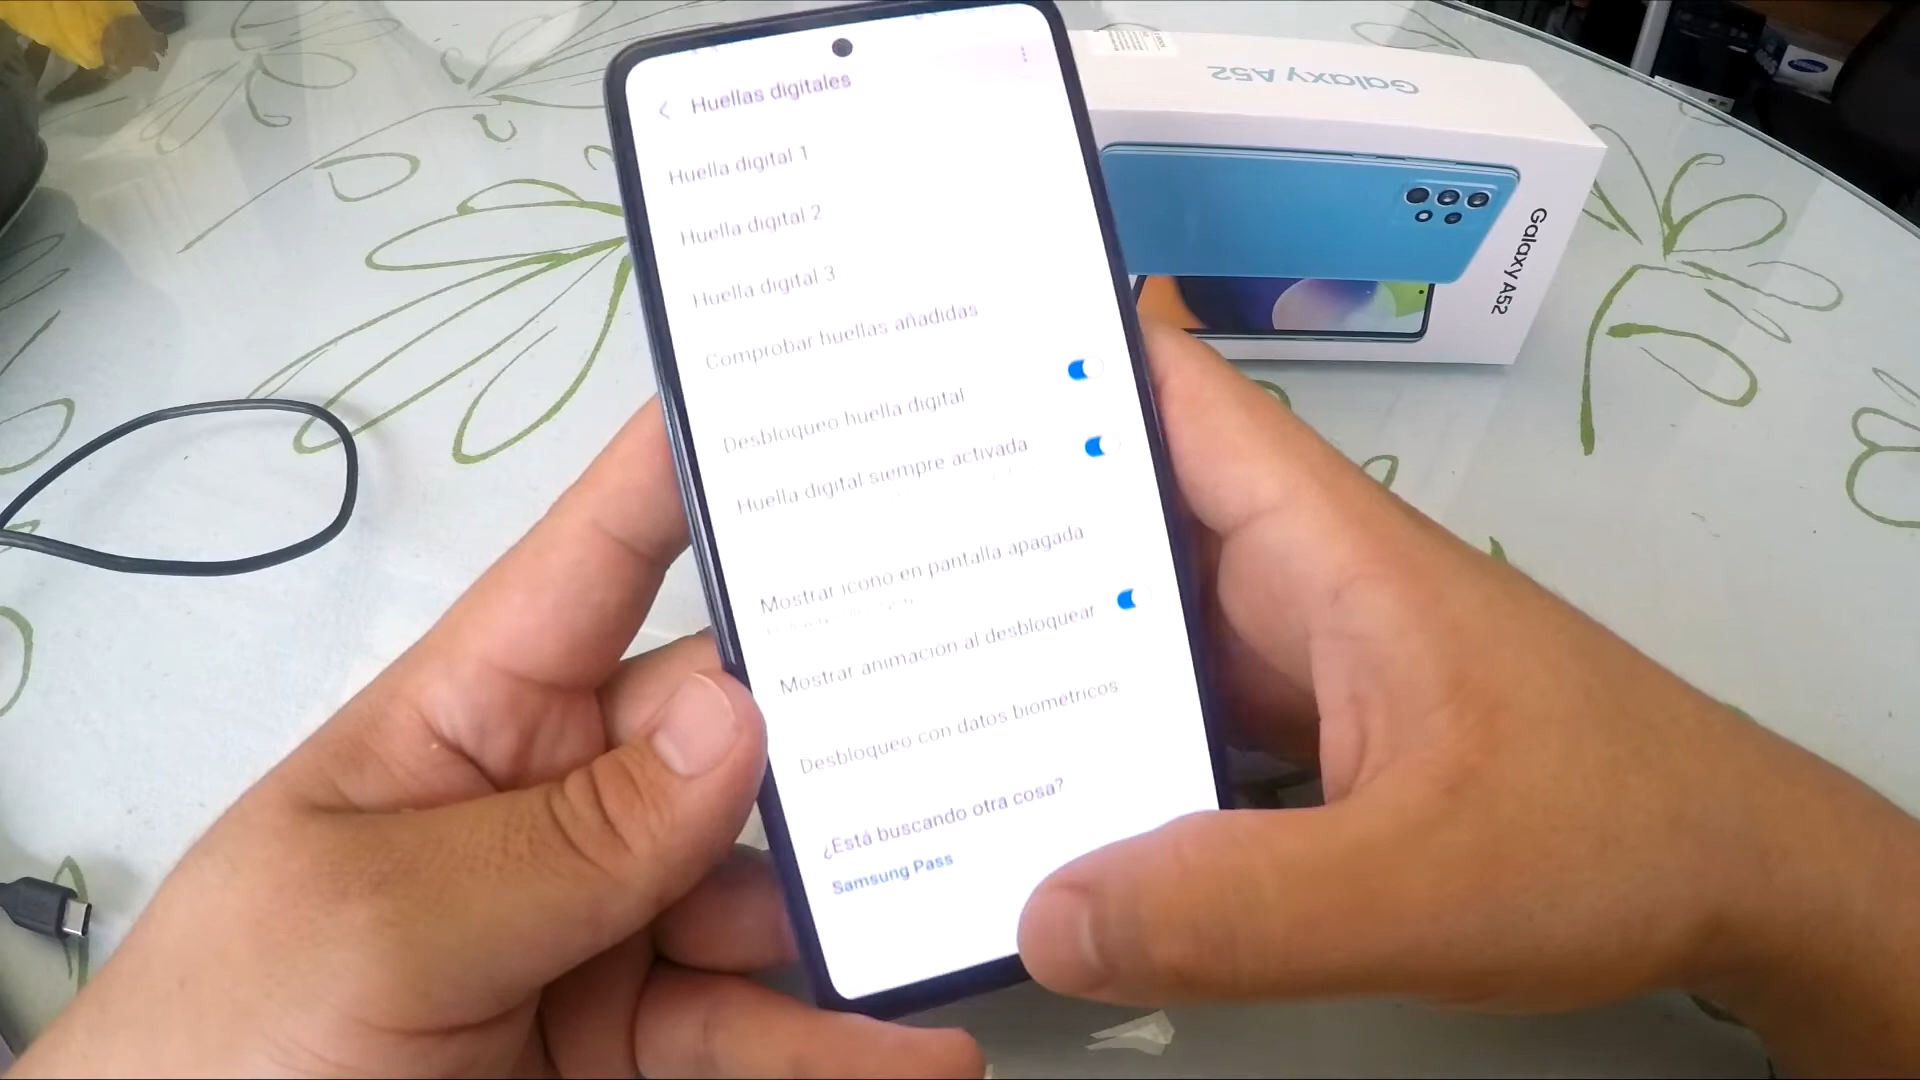 Huellas digitales
Huella digital 1
Huella digital 2
Huella digital 3
Comprobar huellas añadidas
Desbloqueo huella digital
Huella digital siempre activada
Mostrar icono en pantalla apagada
Mostrar animación al desbloquear
Desbloqueo con datos biométricos
¿Está buscando otra cosa?
Samsung Pass
Galaxy A52
Galaxy A52
SAMSUNG